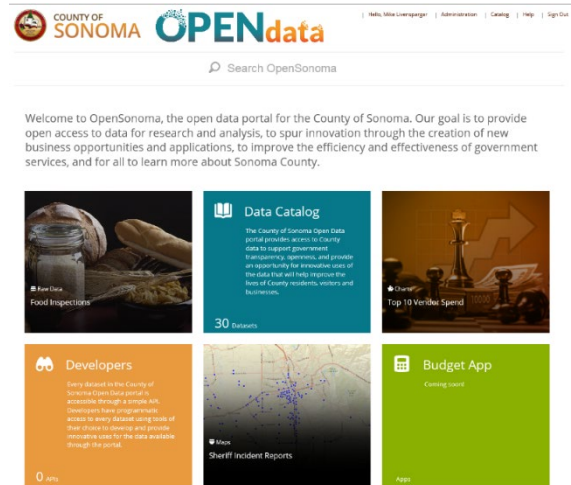 COUNTY OF
SONOMA
OPENdata
| Hello, Mike Liversparger | Administration | Catalog | Help | Sign Out
Search OpenSonoma
Welcome to OpenSonoma, the open data portal for the County of Sonoma. Our goal is to provide
open access to data for research and analysis, to spur innovation through the creation of new
business opportunities and applications, to improve the efficiency and effectiveness of government
services, and for all to learn more about Sonoma County.
Raw Data
Food Inspections
Data Catalog
The County of Sonoma Open Data
portal provides access to County
data to support government
transparency, openness, and provide
an opportunity for innovative uses of
the data that will help improve the
lives of County residents, visitors and
businesses.
30 Datasets
Charts
Top 10 Vendor Spend
Developers
Every dataset in the County of
Sonoma Open Data portal is
accessible through a simple API.
Developers have programmatic
access to every dataset using tools of
their choice to develop and provide
innovative uses for the data available
through the portal.
0 APIs
Maps
Sheriff Incident Reports
Budget App
Coming soon!
Apps